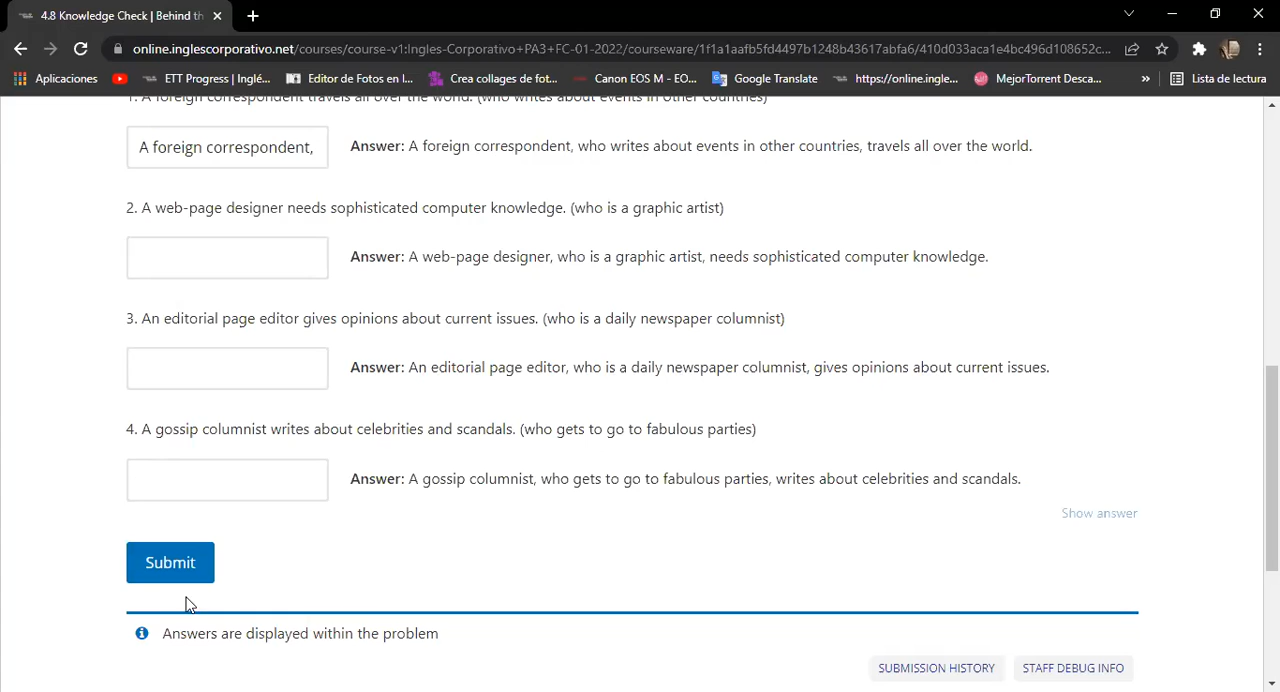 4.8 Knowledge Check | Behind th
online.inglescorporativo.net/courses/course-v1:Ingles-Corporativo+PA3+FC-01-2022/courseware/1f1a1aafb5fd4497b1248b43617abfa6/410d033aca1e4bc496d108652c...
Aplicaciones ETT Progress | Inglé... Editor de Fotos en l... Crea collages de fot... Canon EOS M - EO... Google Translate https://online.ingle... MejorTorrent Desca... » Lista de lectura
1. A foreign correspondent travels all over the world. (who writes about events in other countries)
A foreign correspondent, Answer: A foreign correspondent, who writes about events in other countries, travels all over the world.
2. A web-page designer needs sophisticated computer knowledge. (who is a graphic artist)
Answer: A web-page designer, who is a graphic artist, needs sophisticated computer knowledge.
3. An editorial page editor gives opinions about current issues. (who is a daily newspaper columnist)
Answer: An editorial page editor, who is a daily newspaper columnist, gives opinions about current issues.
4. A gossip columnist writes about celebrities and scandals. (who gets to go to fabulous parties)
Answer: A gossip columnist, who gets to go to fabulous parties, writes about celebrities and scandals.
Show answer
Submit
Answers are displayed within the problem
SUBMISSION HISTORY STAFF DEBUG INFO